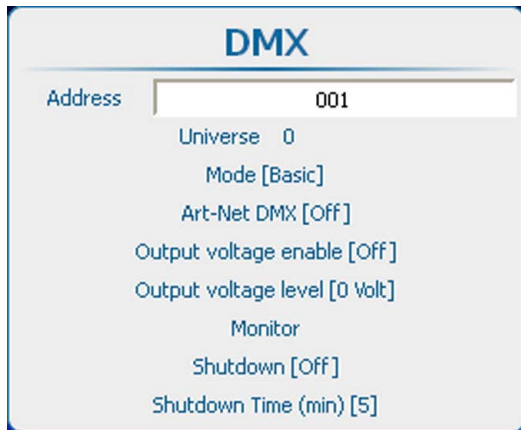 DMX
Address 001
Universe 0
Mode [Basic]
Art-Net DMX [Off]
Output voltage enable [Off]
Output voltage level [0 Volt]
Monitor
Shutdown [Off]
Shutdown Time (min) [5]